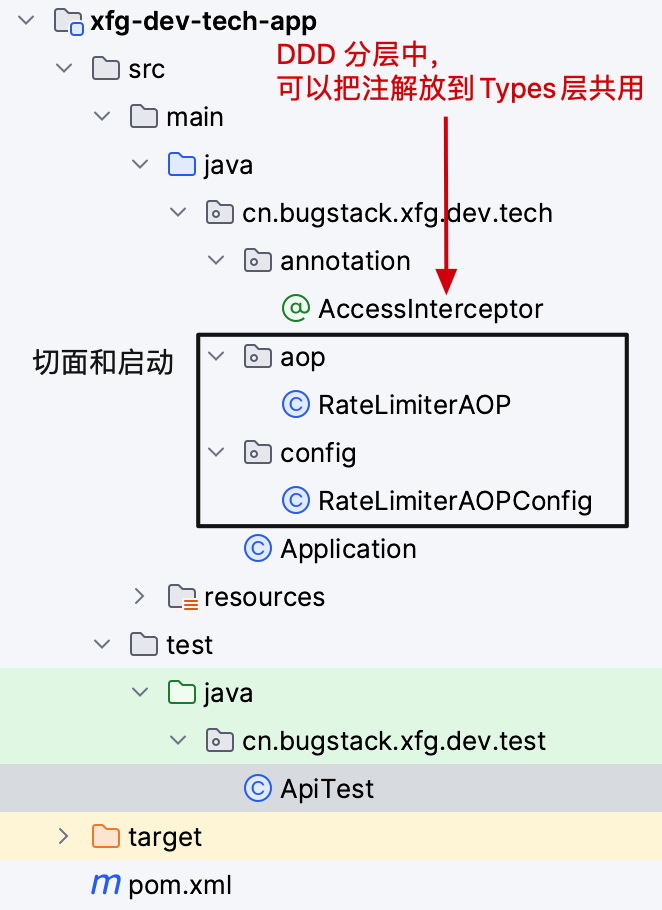 xfg-dev-tech-app
DDD 分层中，
可以把注解放到 Types 层共用
src
main
java
cn.bugstack.xfg.dev.tech
annotation
@ AccessInterceptor
切面和启动
aop
C RateLimiterAOP
config
C RateLimiterAOPConfig
C Application
resources
test
java
cn.bugstack.xfg.dev.test
C ApiTest
target
m pom.xml